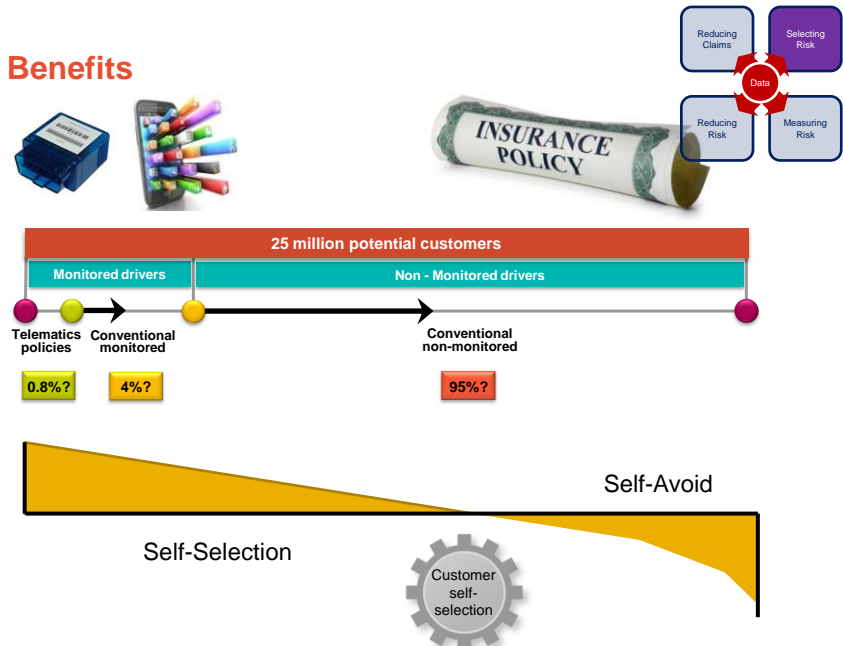 Benefits
Reducing
Claims
Selecting
Risk
Data
Reducing
Risk
Measuring
Risk
INSURANCE
POLICY
25 million potential customers
Monitored drivers
Non - Monitored drivers
Telematics
policies
Conventional
monitored
Conventional
non-monitored
0.8%?
4%?
95%?
Self-Avoid
Self-Selection
Customer
self-
selection